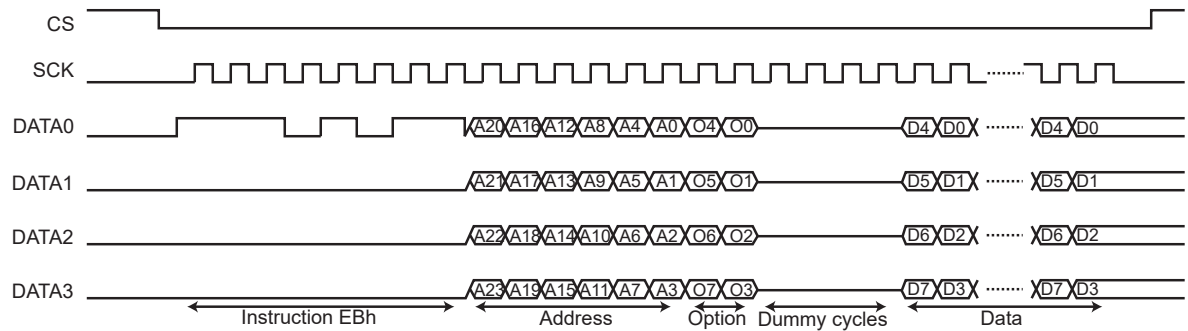 CS
SCK
DATA0 A20 A16 A12 A8 A4 A0 O4 O0 D4 D0 D4 D0
DATA1 A21 A17 A13 A9 A5 A1 O5 O1 D5 D1 D5 D1
DATA2 A22 A18 A14 A10 A6 A2 O6 O2 D6 D2 D6 D2
DATA3 A23 A19 A15 A11 A7 A3 O7 O3 D7 D3 D7 D3
Instruction EBh Address Option Dummy cycles Data